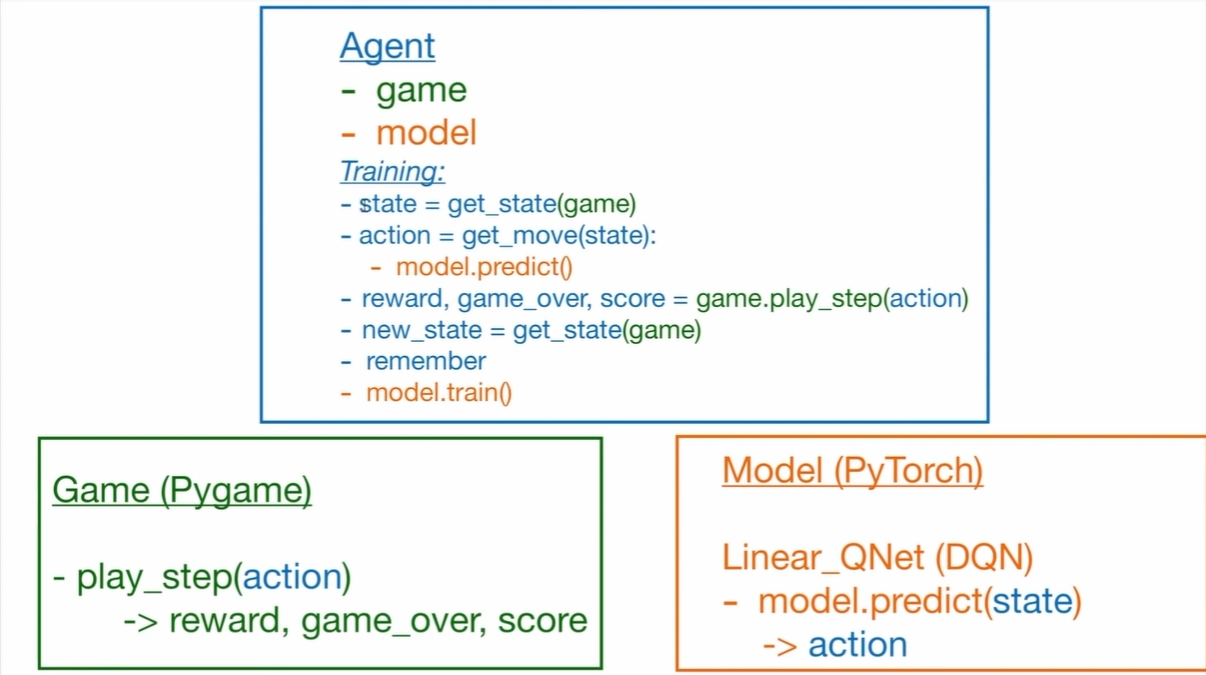 Agent
- game
- model
Training:
- state = get_state(game)
- action = get_move(state):
- model.predict()
- reward, game_over, score = game.play_step(action)
- new_state = get_state(game)
- remember
- model.train()
Game (Pygame)
- play_step(action)
-> reward, game_over, score
Model (PyTorch)
Linear_QNet (DQN)
- model.predict(state)
-> action